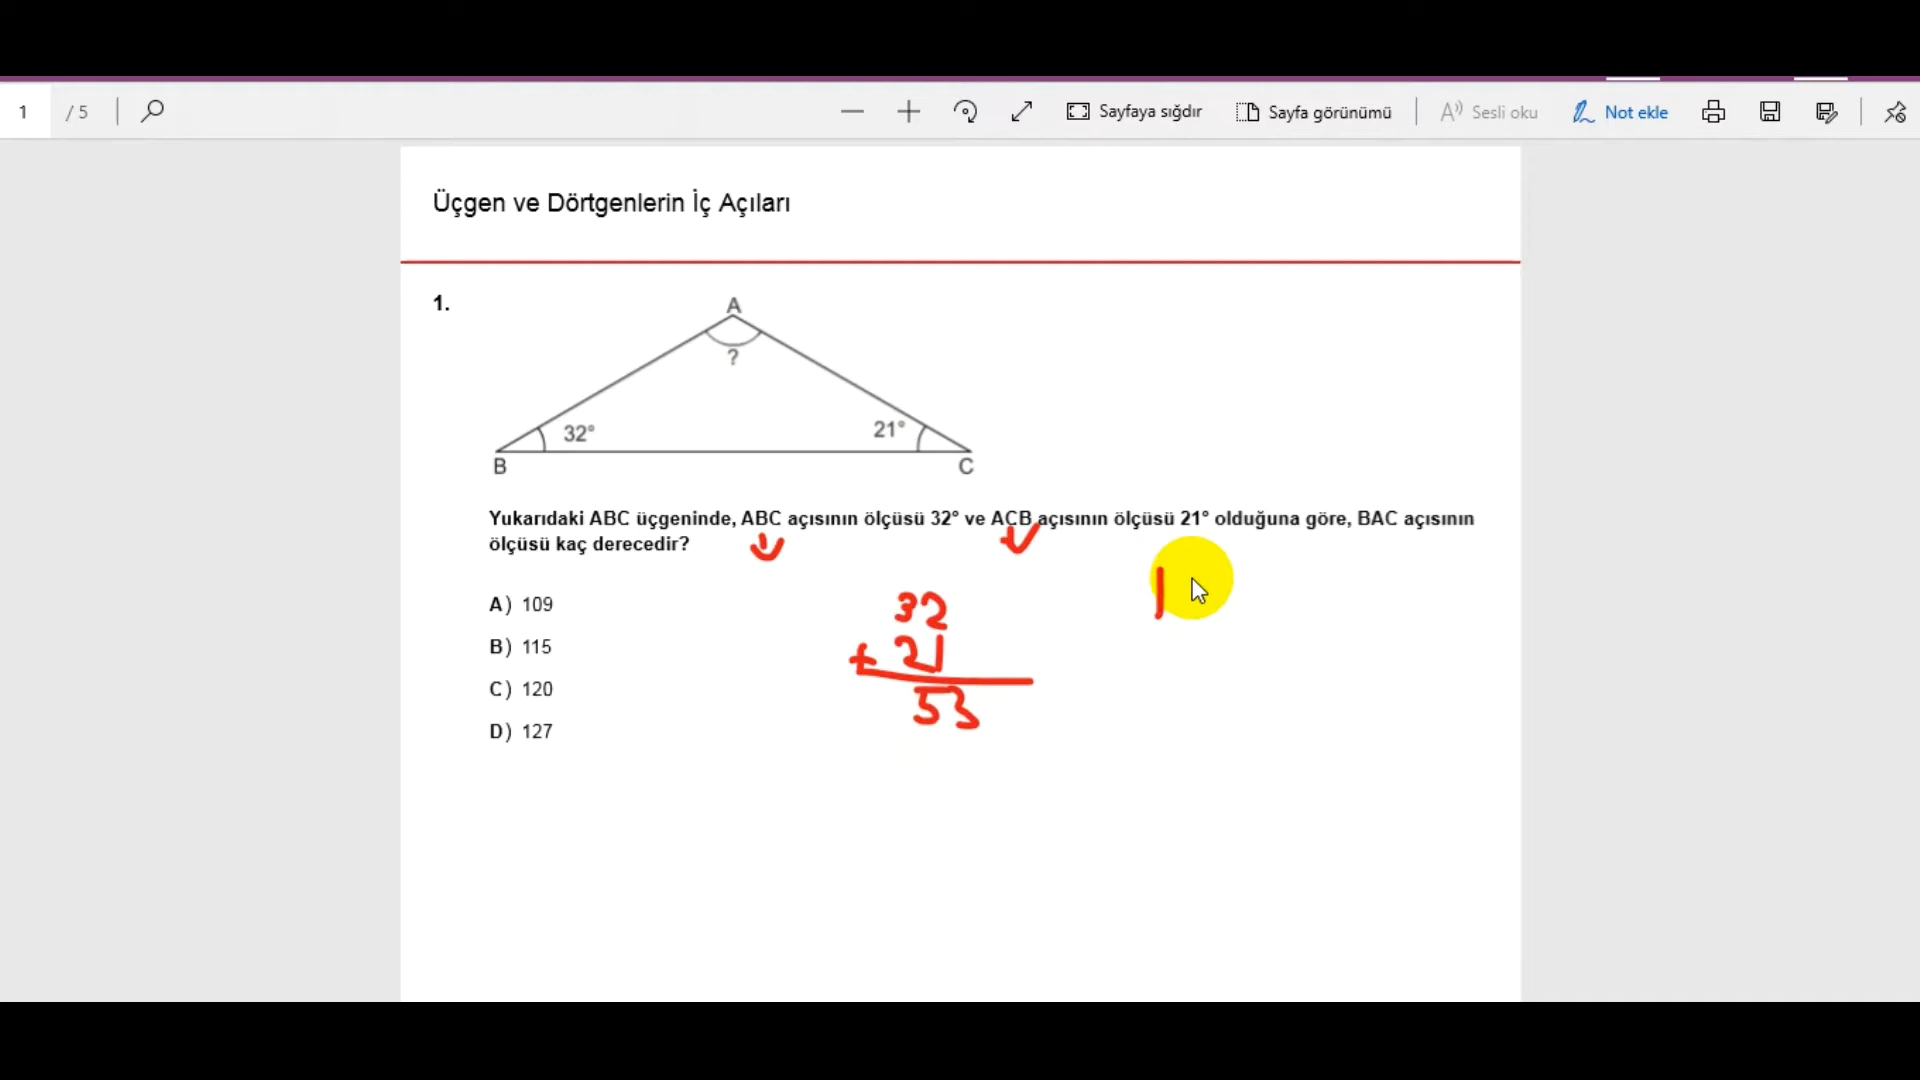 1 / 5 Sayfaya sığdır Sayfa görünümü A Sesli oku Not ekle
Üçgen ve Dörtgenlerin İç Açıları
1.
A
?
32° 21°
B C
Yukarıdaki ABC üçgeninde, ABC açısının ölçüsü 32° ve ACB açısının ölçüsü 21° olduğuna göre, BAC açısının
ölçüsü kaç derecedir?
A) 109
B) 115
C) 120
D) 127
32
+ 21
53
1